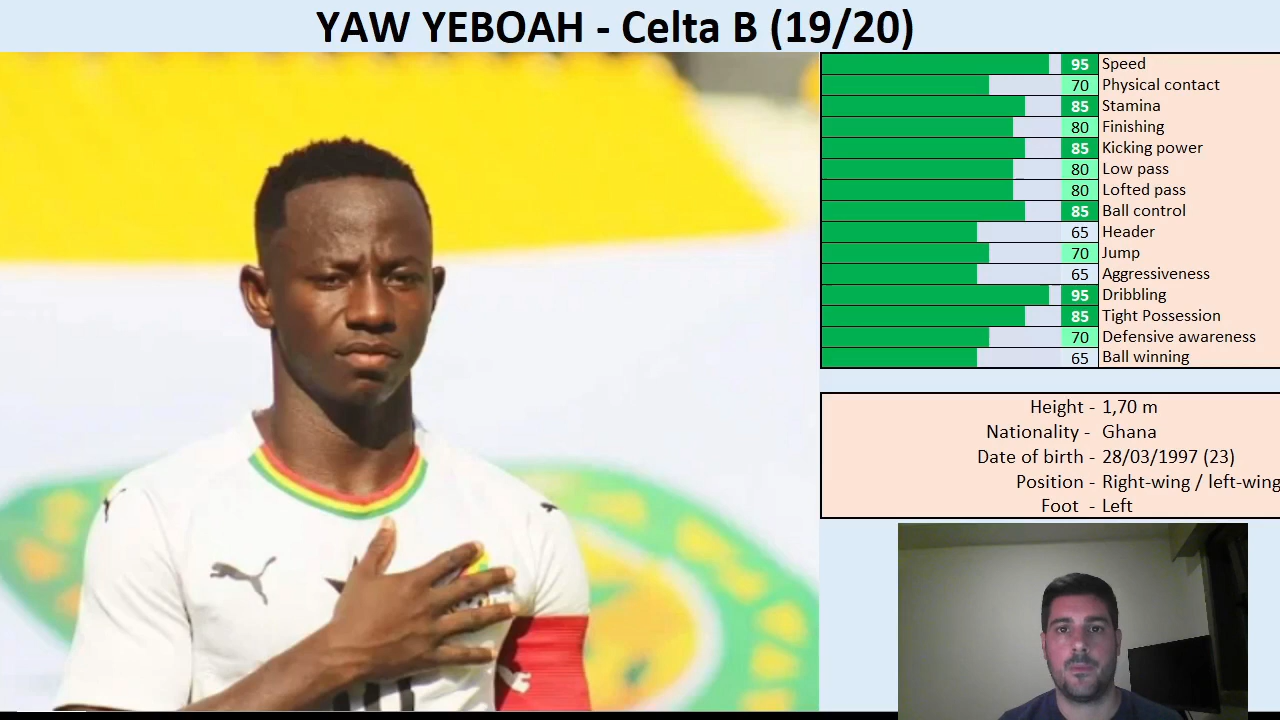 YAW YEBOAH - Celta B (19/20)
95 Speed
70 Physical contact
85 Stamina
80 Finishing
85 Kicking power
80 Low pass
80 Lofted pass
85 Ball control
65 Header
70 Jump
65 Aggressiveness
95 Dribbling
85 Tight Possession
70 Defensive awareness
65 Ball winning
Height - 1,70 m
Nationality - Ghana
Date of birth - 28/03/1997 (23)
Position - Right-wing / left-wing
Foot - Left